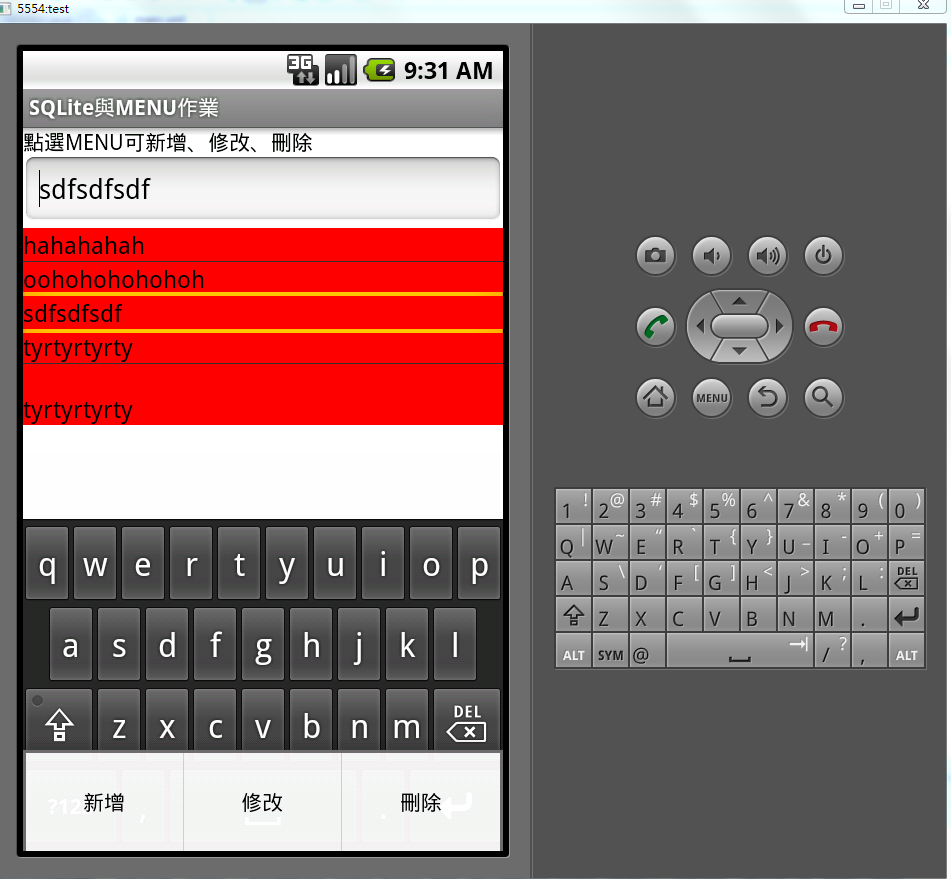 5554:test
3G 9:31 AM
SQLite與MENU作業
點選MENU可新增、修改、刪除
sdfsdfsdf
hahahahah
oohohohohohoh
sdfsdfsdf
tyrtyrtyrty
tyrtyrtyrty
q w e r t y u i o p
a s d f g h j k l
z x c v b n m DEL
?12 , .
新增 修改 刪除
MENU
1 ! 2 @ 3 # 4 $ 5 % 6 ^ 7 & 8 * 9 ( 0 )
Q | W ~ E " R ` T { Y } U _ I - O + P =
A S \ D ' F [ G ] H < J > K ; L : DEL
Z X C V B N M .
ALT SYM @ / ? , ALT